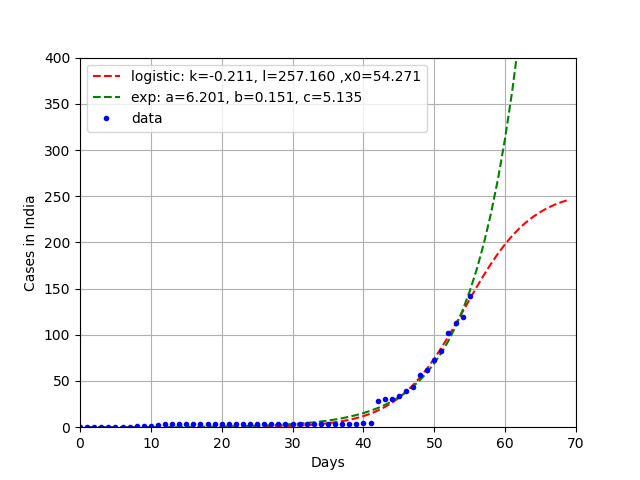 400
350
300
250
200
150
100
50
0
Cases in India
logistic: k=-0.211, l=257.160 ,x0=54.271
exp: a=6.201, b=0.151, c=5.135
data
0 10 20 30 40 50 60 70
Days